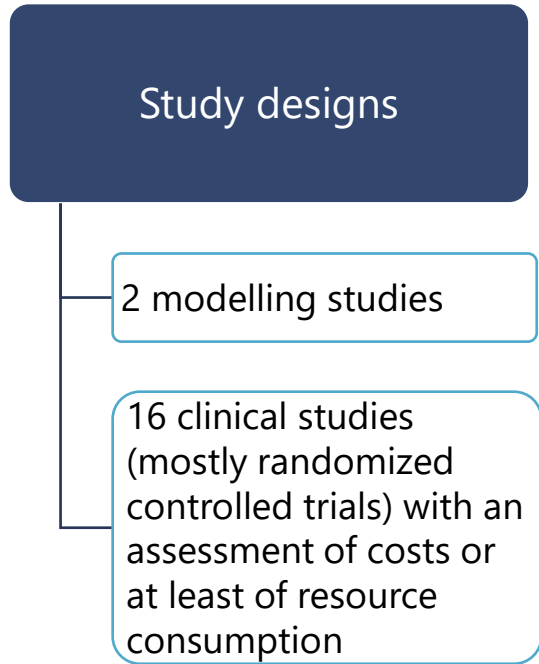 Study designs
2 modelling studies
16 clinical studies
(mostly randomized
controlled trials) with an
assessment of costs or
at least of resource
consumption